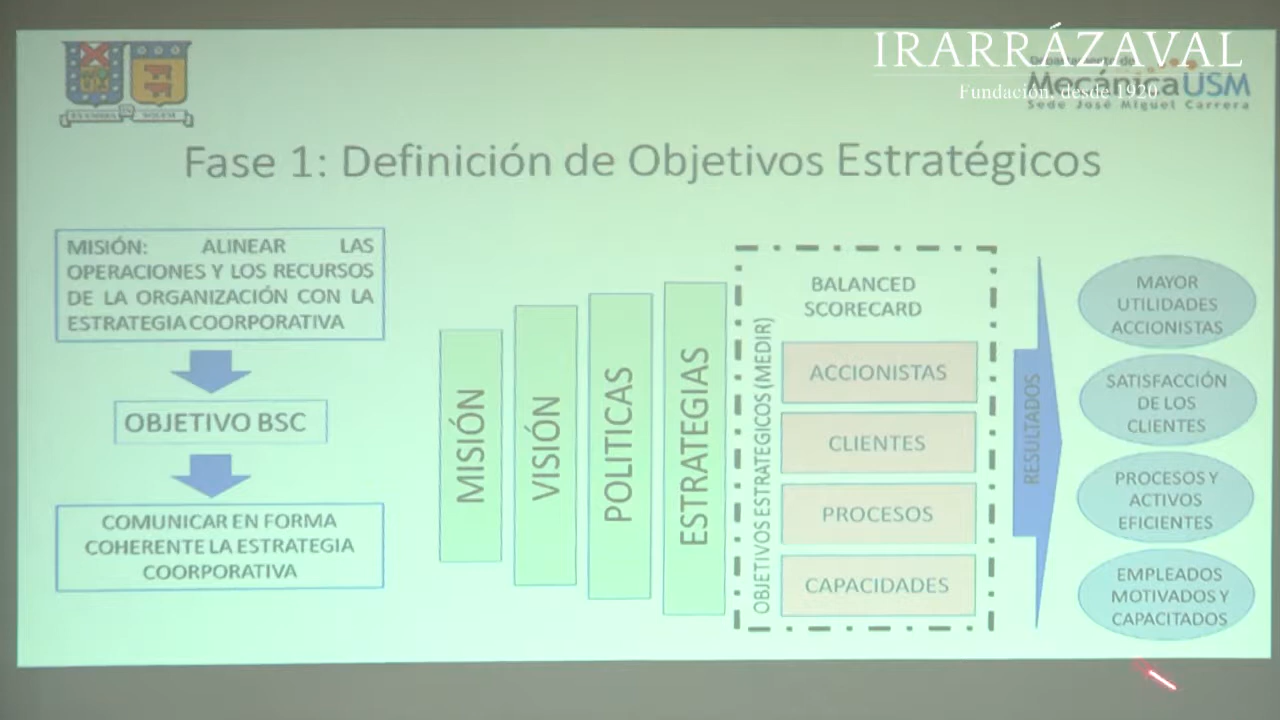 IRARRÁZAVAL
Fundación, desde 1920
MecánicaUSM
Sede José Miguel Carrera
Fase 1: Definición de Objetivos Estratégicos
MISIÓN: ALINEAR LAS
OPERACIONES Y LOS RECURSOS
DE LA ORGANIZACIÓN CON LA
ESTRATEGIA COORPORATIVA
OBJETIVO BSC
COMUNICAR EN FORMA
COHERENTE LA ESTRATEGIA
COORPORATIVA
MISIÓN
VISIÓN
POLITICAS
ESTRATEGIAS
OBJETIVOS ESTRATEGICOS (MEDIR)
BALANCED
SCORECARD
ACCIONISTAS
CLIENTES
PROCESOS
CAPACIDADES
RESULTADOS
MAYOR
UTILIDADES
ACCIONISTAS
SATISFACCIÓN
DE LOS
CLIENTES
PROCESOS Y
ACTIVOS
EFICIENTES
EMPLEADOS
MOTIVADOS Y
CAPACITADOS